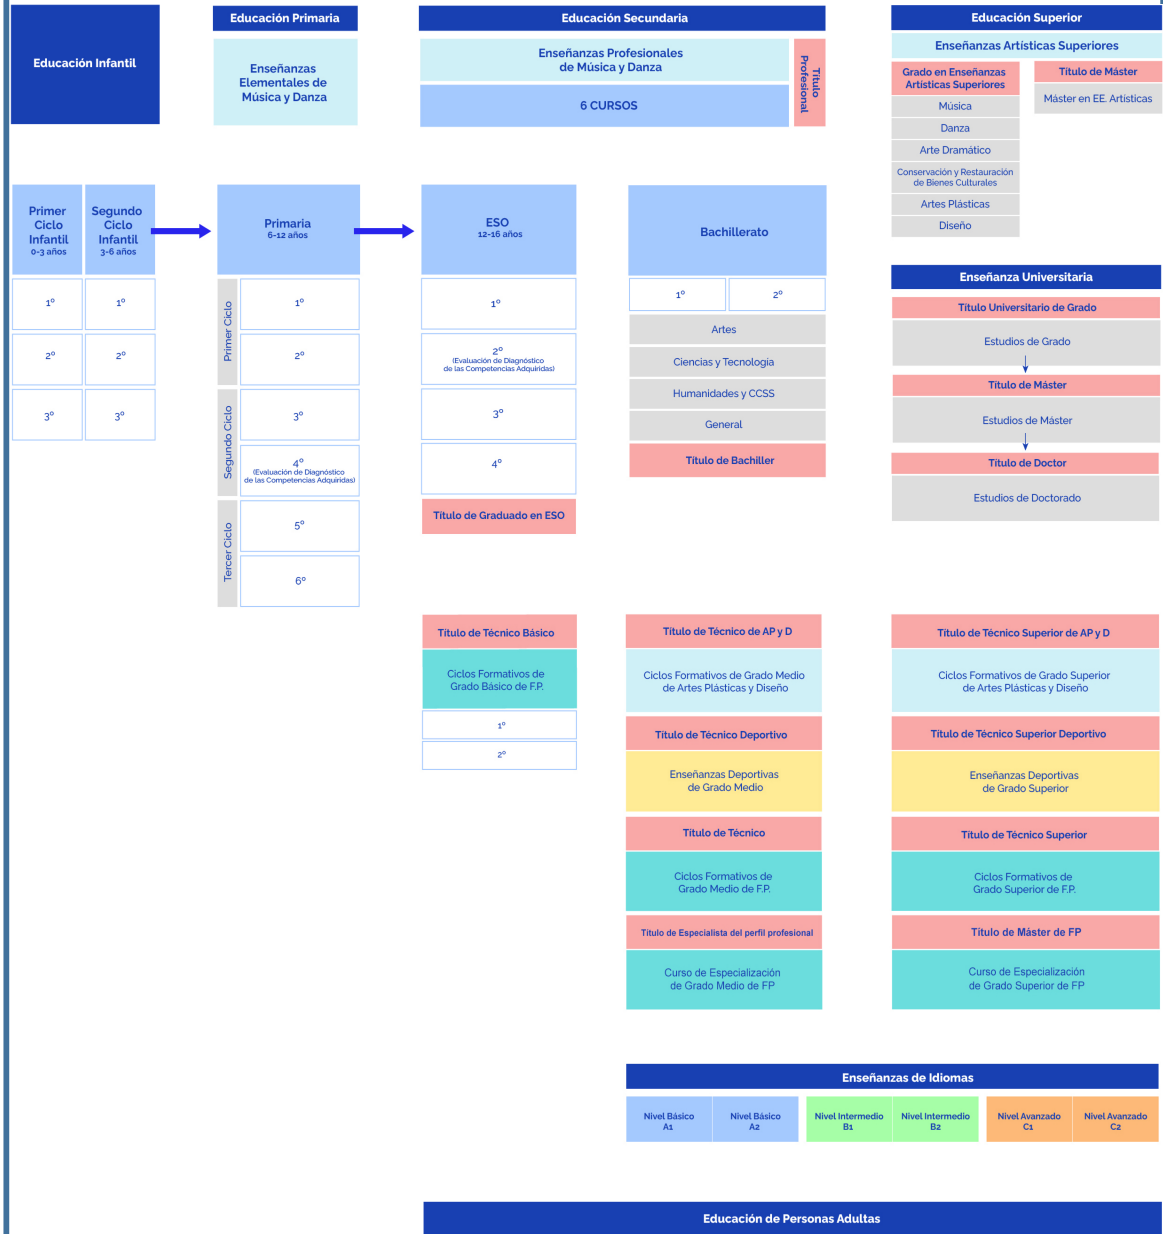 Educación Infantil
Educación Primaria
Enseñanzas
Elementales de
Música y Danza
Educación Secundaria
Enseñanzas Profesionales
de Música y Danza
6 CURSOS
Título
Profesional
Educación Superior
Enseñanzas Artísticas Superiores
Grado en Enseñanzas
Artísticas Superiores
Música
Danza
Arte Dramático
Conservación y Restauración
de Bienes Culturales
Artes Plásticas
Diseño
Título de Máster
Máster en EE. Artísticas
Primer
Ciclo
Infantil
0-3 años
1º
2º
3º
Segundo
Ciclo
Infantil
3-6 años
1º
2º
3º
Primaria
6-12 años
Primer Ciclo
1º
2º
Segundo Ciclo
3º
4º
(Evaluación de Diagnóstico
de las Competencias Adquiridas)
Tercer Ciclo
5º
6º
ESO
12-16 años
1º
2º
(Evaluación de Diagnóstico
de las Competencias Adquiridas)
3º
4º
Título de Graduado en ESO
Bachillerato
1º
2º
Artes
Ciencias y Tecnología
Humanidades y CCSS
General
Título de Bachiller
Enseñanza Universitaria
Título Universitario de Grado
Estudios de Grado
Título de Máster
Estudios de Máster
Título de Doctor
Estudios de Doctorado
Título de Técnico Básico
Ciclos Formativos de
Grado Básico de F.P.
1º
2º
Título de Técnico de AP y D
Ciclos Formativos de Grado Medio
de Artes Plásticas y Diseño
Título de Técnico Deportivo
Enseñanzas Deportivas
de Grado Medio
Título de Técnico
Ciclos Formativos de
Grado Medio de F.P.
Título de Especialista del perfil profesional
Curso de Especialización
de Grado Medio de FP
Título de Técnico Superior de AP y D
Ciclos Formativos de Grado Superior
de Artes Plásticas y Diseño
Título de Técnico Superior Deportivo
Enseñanzas Deportivas
de Grado Superior
Título de Técnico Superior
Ciclos Formativos de
Grado Superior de F.P.
Título de Máster de FP
Curso de Especialización
de Grado Superior de FP
Enseñanzas de Idiomas
Nivel Básico
A1
Nivel Básico
A2
Nivel Intermedio
B1
Nivel Intermedio
B2
Nivel Avanzado
C1
Nivel Avanzado
C2
Educación de Personas Adultas